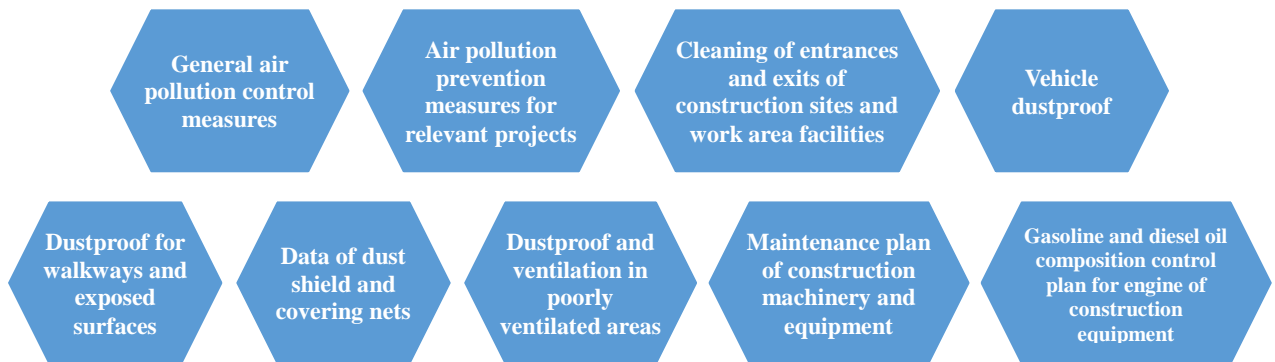 General air
pollution control
measures
Air pollution
prevention
measures for
relevant projects
Cleaning of entrances
and exits of
construction sites and
work area facilities
Vehicle
dustproof
Dustproof for
walkways and
exposed
surfaces
Data of dust
shield and
covering nets
Dustproof and
ventilation in
poorly
ventilated areas
Maintenance plan
of construction
machinery and
equipment
Gasoline and diesel oil
composition control
plan for engine of
construction
equipment